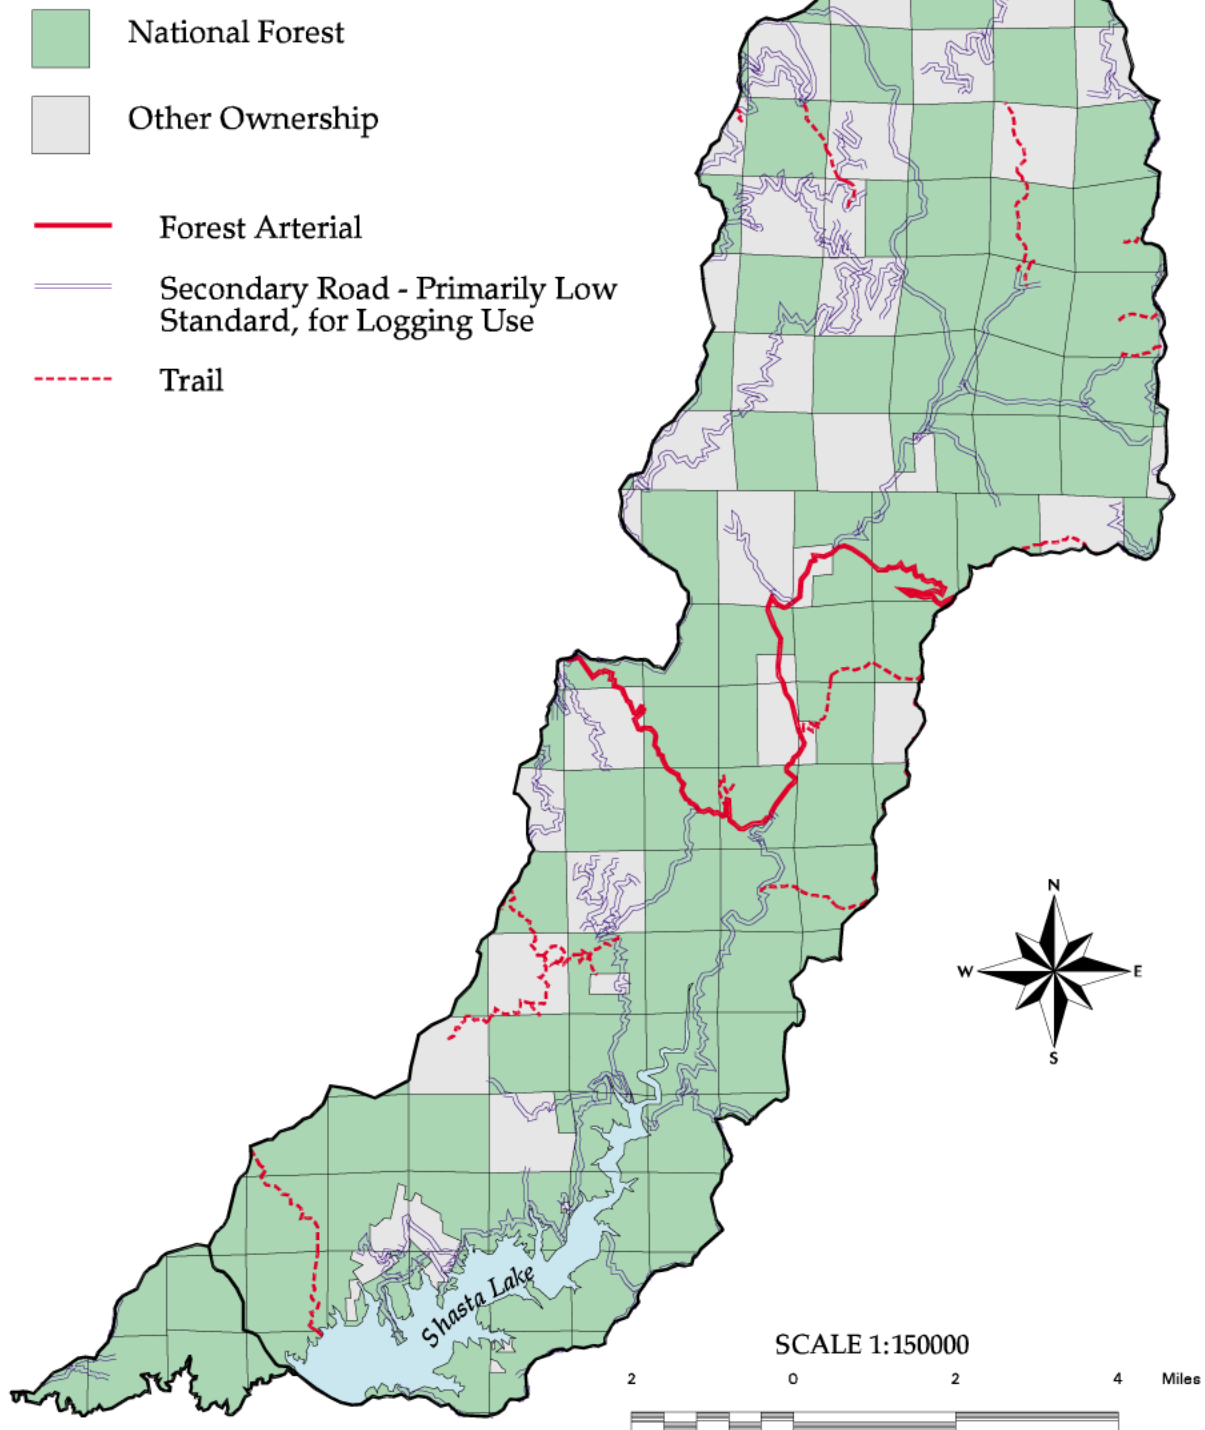 National Forest
Other Ownership
Forest Arterial
Secondary Road - Primarily Low
Standard, for Logging Use
Trail
N
W E
S
Shasta Lake
SCALE 1:150000
2 0 2 4 Miles